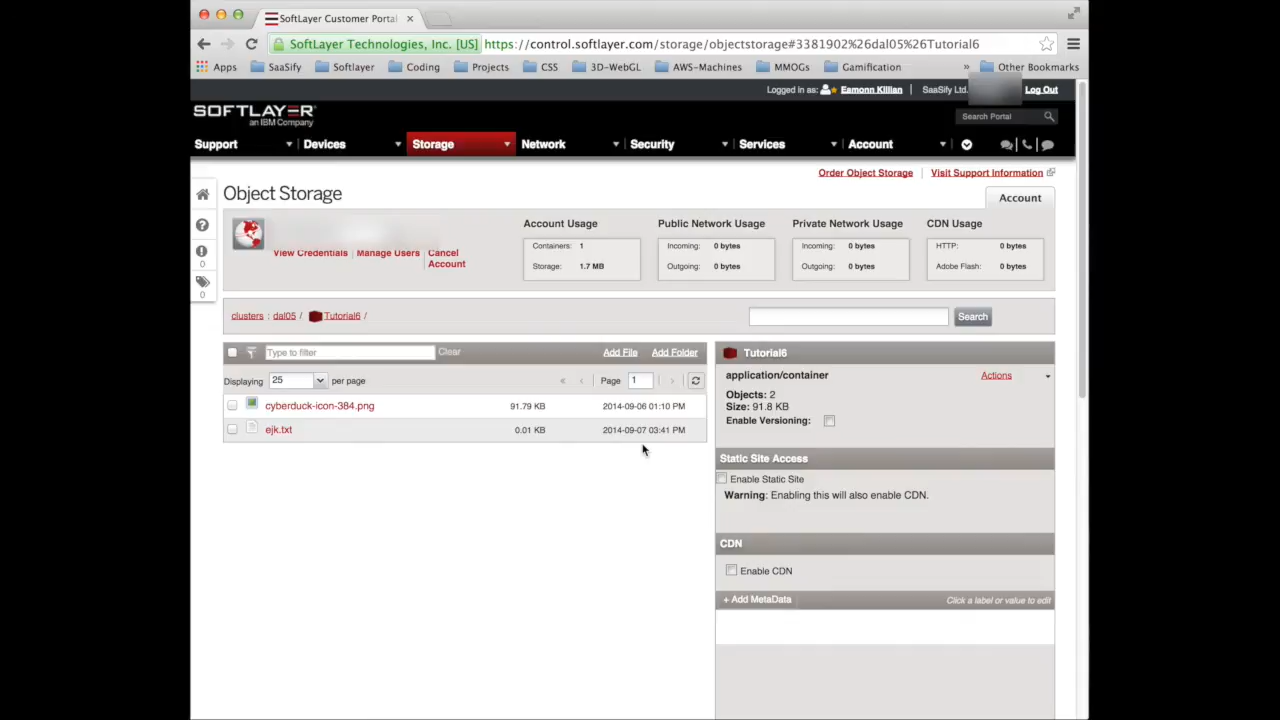 SoftLayer Customer Portal
SoftLayer Technologies, Inc. [US] https://control.softlayer.com/storage/objectstorage#3381902%26dal05%26Tutorial6
Apps SaaSify Softlayer Coding Projects CSS 3D-WebGL AWS-Machines MMOGs Gamification » Other Bookmarks
Logged in as: Eamonn Killian | SaaSify Ltd. Log Out
SOFTLAYER
an IBM Company
Search Portal
Support Devices Storage Network Security Services Account
Order Object Storage | Visit Support Information
Object Storage
Account
View Credentials | Manage Users | Cancel Account
Account Usage
Containers: 1
Storage: 1.7 MB
Public Network Usage
Incoming: 0 bytes
Outgoing: 0 bytes
Private Network Usage
Incoming: 0 bytes
Outgoing: 0 bytes
CDN Usage
HTTP: 0 bytes
Adobe Flash: 0 bytes
0
0
clusters : dal05 / Tutorial6 /
Search
Type to filter Clear Add File Add Folder
Displaying 25 per page « ‹ Page 1 ›
cyberduck-icon-384.png 91.79 KB 2014-09-06 01:10 PM
ejk.txt 0.01 KB 2014-09-07 03:41 PM
Tutorial6
application/container Actions
Objects: 2
Size: 91.8 KB
Enable Versioning:
Static Site Access
Enable Static Site
Warning: Enabling this will also enable CDN.
CDN
Enable CDN
+ Add MetaData Click a label or value to edit